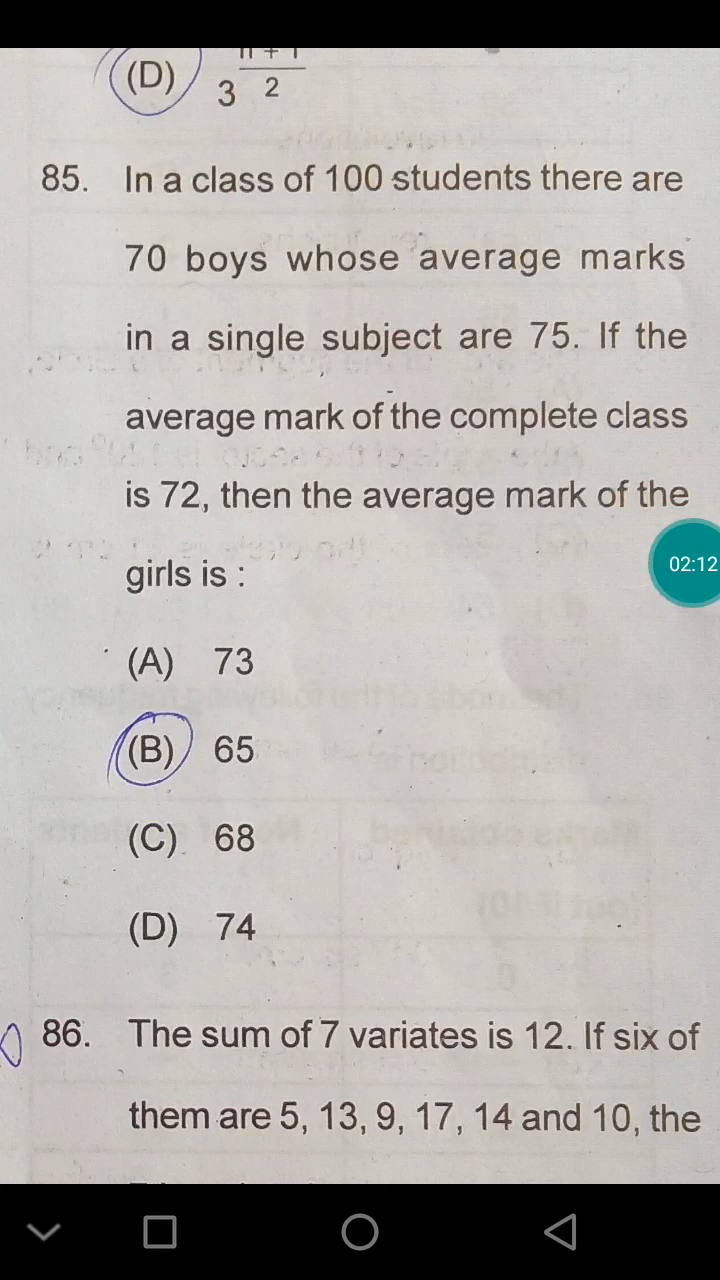 (D) 3 n + 1
2
85. In a class of 100 students there are
70 boys whose average marks
in a single subject are 75. If the
average mark of the complete class
is 72, then the average mark of the
girls is :
02:12
(A) 73
(B) 65
(C) 68
(D) 74
86. The sum of 7 variates is 12. If six of
them are 5, 13, 9, 17, 14 and 10, the